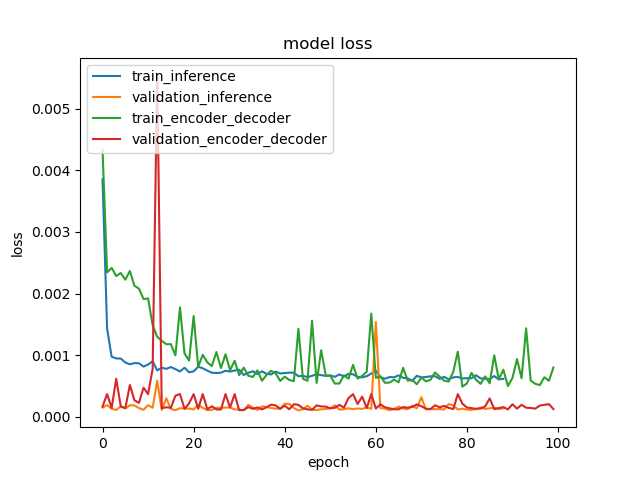 model loss
train_inference
validation_inference
train_encoder_decoder
validation_encoder_decoder
0.005
0.004
0.003
0.002
0.001
0.000
loss
0 20 40 60 80 100
epoch